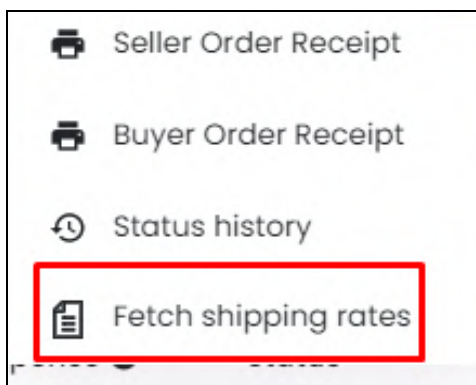 Seller Order Receipt
Buyer Order Receipt
Status history
Fetch shipping rates